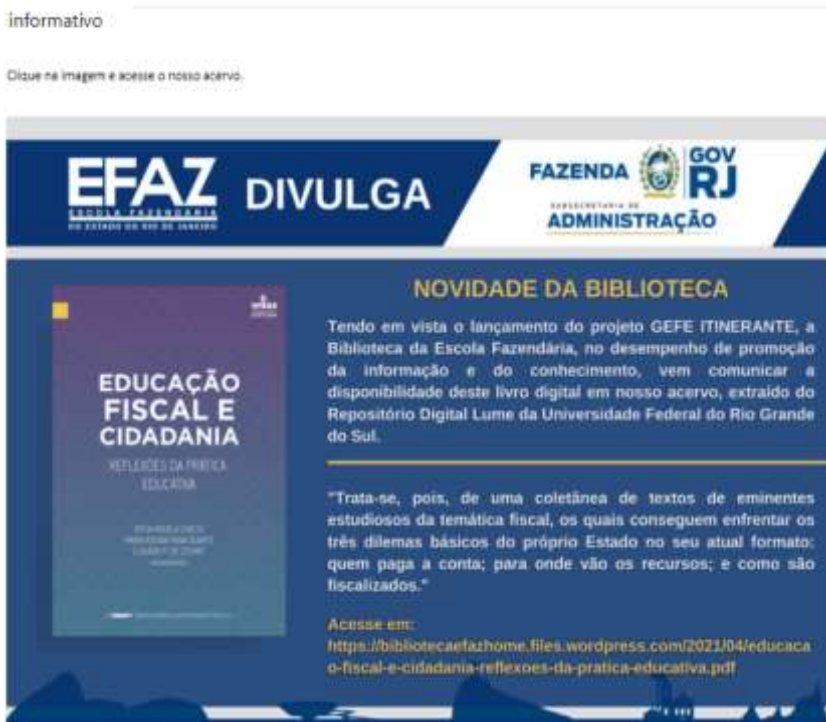 informativo
Clique na imagem e acesse o nosso acervo.
EFAZ
ESCOLA FAZENDÁRIA
DO ESTADO DO RIO DE JANEIRO
DIVULGA
FAZENDA
GOV
RJ
SUBSECRETARIA DE
ADMINISTRAÇÃO
EDUCAÇÃO
FISCAL E
CIDADANIA
REFLEXÕES DA PRÁTICA
EDUCATIVA
NOVIDADE DA BIBLIOTECA
Tendo em vista o lançamento do projeto GEFE ITINERANTE, a
Biblioteca da Escola Fazendária, no desempenho de promoção
da informação e do conhecimento, vem comunicar a
disponibilidade deste livro digital em nosso acervo, extraído do
Repositório Digital Lume da Universidade Federal do Rio Grande
do Sul.
"Trata-se, pois, de uma coletânea de textos de eminentes
estudiosos da temática fiscal, os quais conseguem enfrentar os
três dilemas básicos do próprio Estado no seu atual formato:
quem paga a conta; para onde vão os recursos; e como são
fiscalizados."
Acesse em:
https://bibliotecaefazhome.files.wordpress.com/2021/04/educaca
o-fiscal-e-cidadania-reflexoes-da-pratica-educativa.pdf